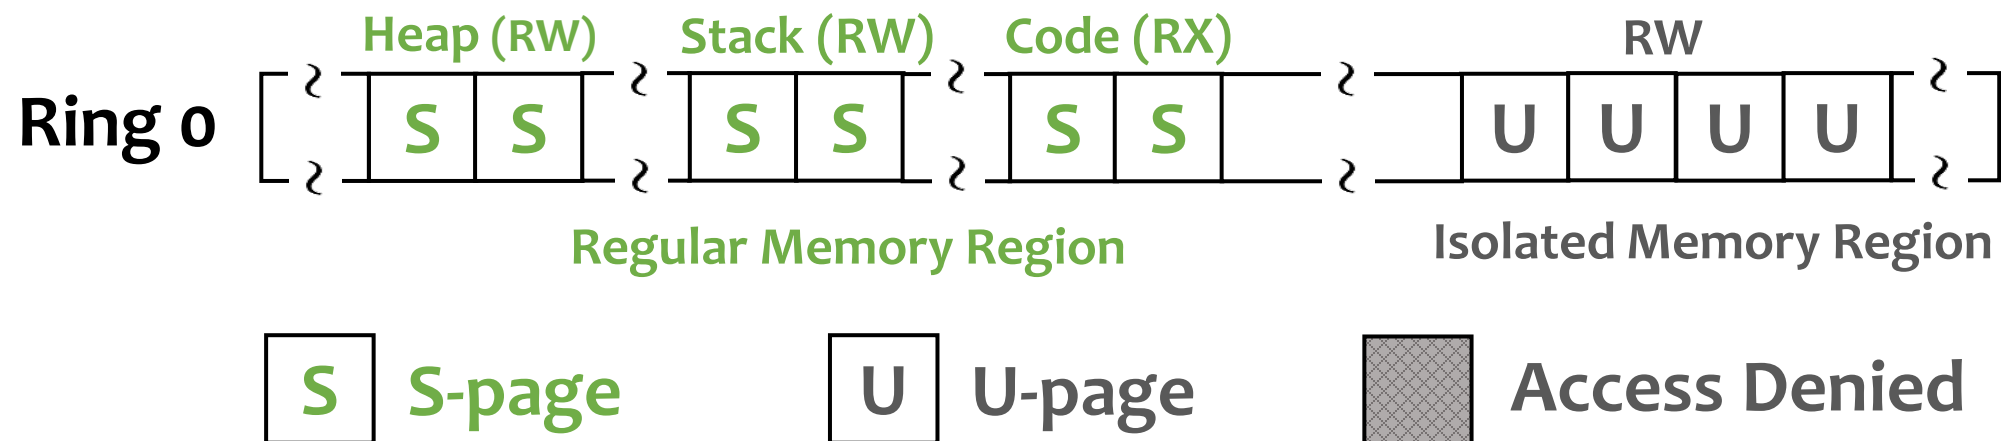 Heap (RW) Stack (RW) Code (RX) RW
Ring 0 S S S S S S U U U U
Regular Memory Region Isolated Memory Region
S S-page U U-page Access Denied